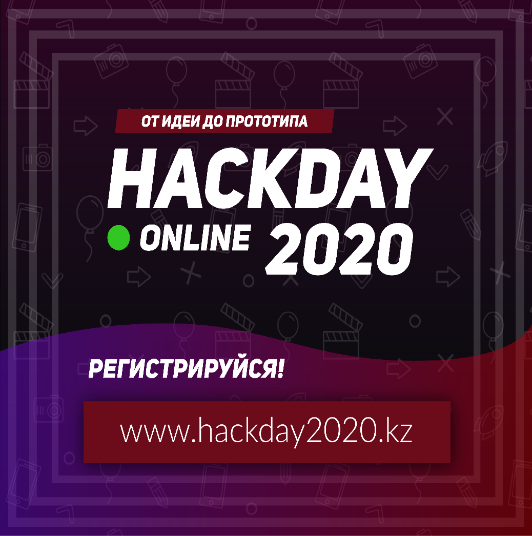 ОТ ИДЕИ ДО ПРОТОТИПА
HACKDAY
ONLINE 2020
РЕГИСТРИРУЙСЯ!
www.hackday2020.kz